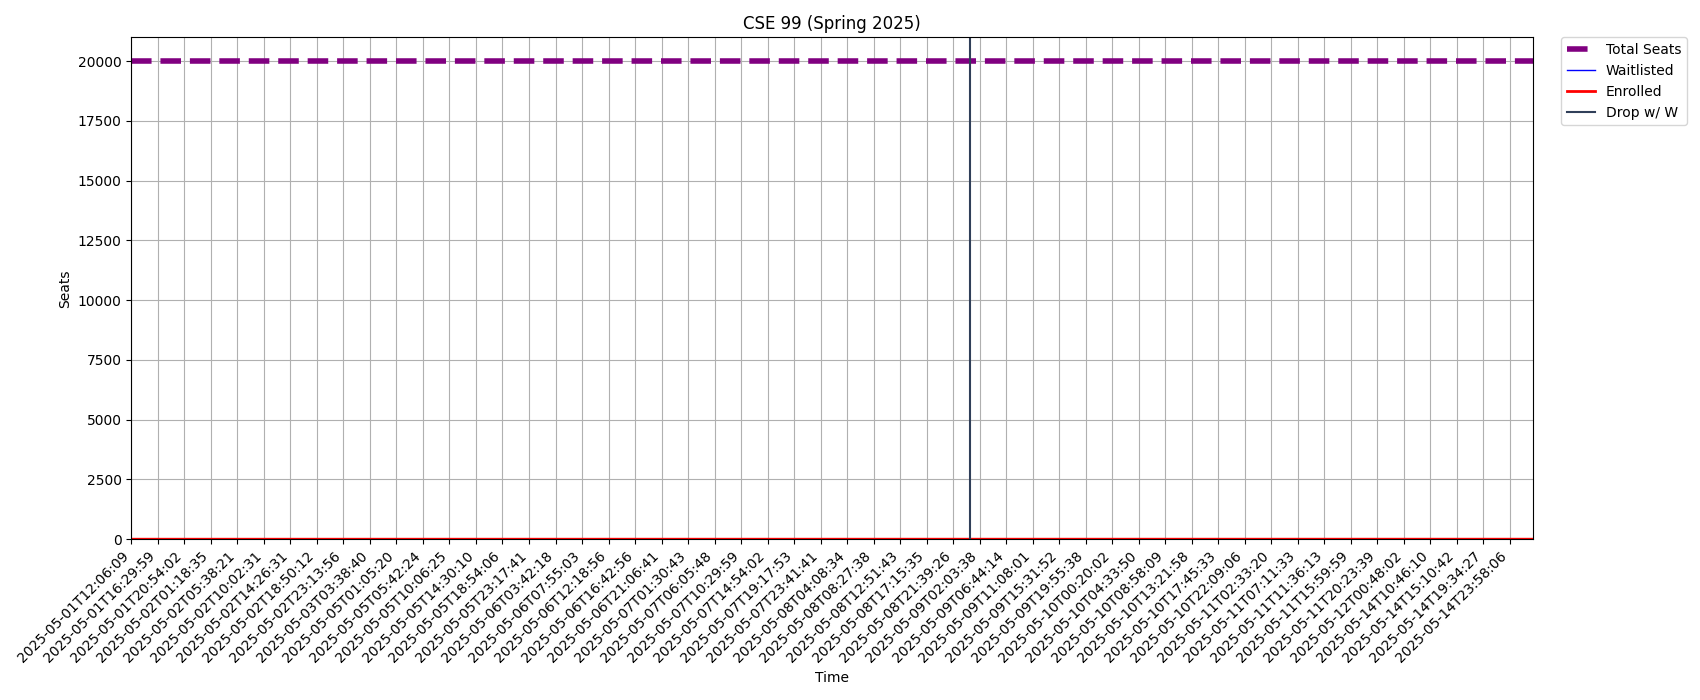 CSE 99 (Spring 2025)
Total Seats
Waitlisted
Enrolled
Drop w/ W
Seats
20000
17500
15000
12500
10000
7500
5000
2500
0
2025-05-01T12:06:09
2025-05-01T16:29:59
2025-05-01T20:54:02
2025-05-02T01:18:35
2025-05-02T05:38:21
2025-05-02T10:02:31
2025-05-02T14:26:31
2025-05-02T18:50:12
2025-05-02T23:13:56
2025-05-03T03:38:40
2025-05-05T01:05:20
2025-05-05T05:42:24
2025-05-05T10:06:25
2025-05-05T14:30:10
2025-05-05T18:54:06
2025-05-05T23:17:41
2025-05-06T03:42:18
2025-05-06T07:55:03
2025-05-06T12:18:56
2025-05-06T16:42:56
2025-05-06T21:06:41
2025-05-07T01:30:43
2025-05-07T06:05:48
2025-05-07T10:29:59
2025-05-07T14:54:02
2025-05-07T19:17:53
2025-05-07T23:41:41
2025-05-08T04:08:34
2025-05-08T08:27:38
2025-05-08T12:51:43
2025-05-08T17:15:35
2025-05-08T21:39:26
2025-05-09T02:03:38
2025-05-09T06:44:14
2025-05-09T11:08:01
2025-05-09T15:31:52
2025-05-09T19:55:38
2025-05-10T00:20:02
2025-05-10T04:33:50
2025-05-10T08:58:09
2025-05-10T13:21:58
2025-05-10T17:45:33
2025-05-10T22:09:06
2025-05-11T02:33:20
2025-05-11T07:11:33
2025-05-11T11:36:13
2025-05-11T15:59:59
2025-05-11T20:23:39
2025-05-12T00:48:02
2025-05-14T10:46:10
2025-05-14T15:10:42
2025-05-14T19:34:27
2025-05-14T23:58:06
Time